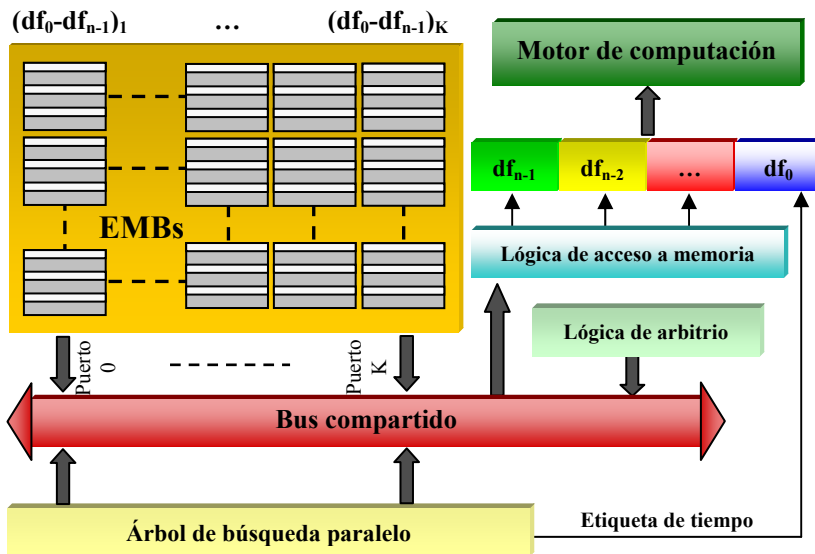 (df₀-dfₙ₋₁)₁ … (df₀-dfₙ₋₁)K
Motor de computación
dfₙ₋₁ dfₙ₋₂ … df₀
EMBs
Lógica de acceso a memoria
Lógica de arbitrio
Puerto 0
Puerto K
Bus compartido
Árbol de búsqueda paralelo
Etiqueta de tiempo